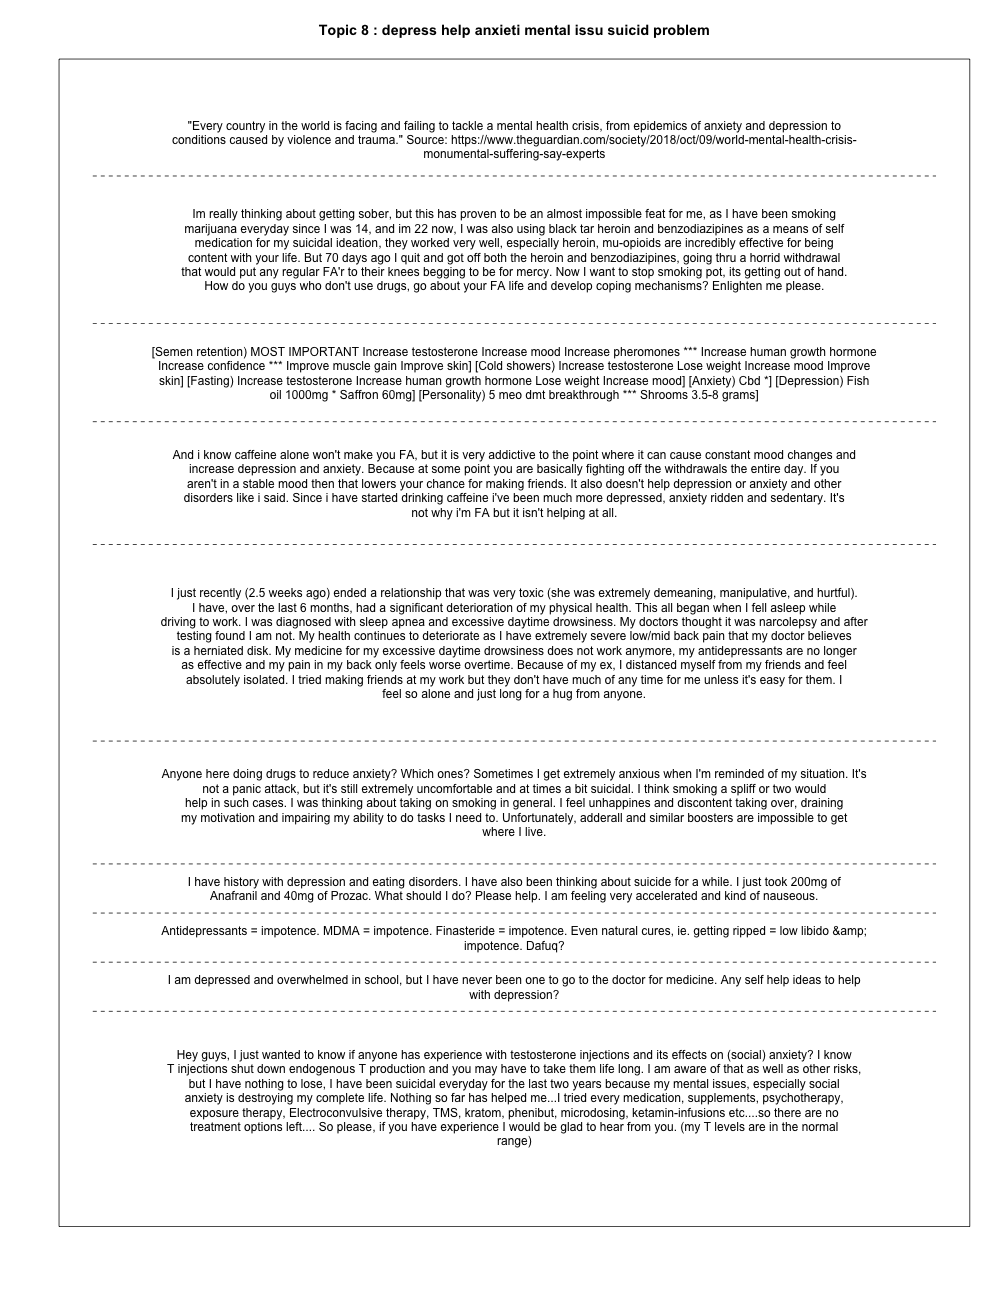 Topic 8 : depress help anxieti mental issu suicid problem
"Every country in the world is facing and failing to tackle a mental health crisis, from epidemics of anxiety and depression to
conditions caused by violence and trauma." Source: https://www.theguardian.com/society/2018/oct/09/world-mental-health-crisis-
monumental-suffering-say-experts
Im really thinking about getting sober, but this has proven to be an almost impossible feat for me, as I have been smoking
marijuana everyday since I was 14, and im 22 now, I was also using black tar heroin and benzodiazipines as a means of self
medication for my suicidal ideation, they worked very well, especially heroin, mu-opioids are incredibly effective for being
content with your life. But 70 days ago I quit and got off both the heroin and benzodiazipines, going thru a horrid withdrawal
that would put any regular FA'r to their knees begging to be for mercy. Now I want to stop smoking pot, its getting out of hand.
How do you guys who don't use drugs, go about your FA life and develop coping mechanisms? Enlighten me please.
[Semen retention) MOST IMPORTANT Increase testosterone Increase mood Increase pheromones *** Increase human growth hormone
Increase confidence *** Improve muscle gain Improve skin] [Cold showers) Increase testosterone Lose weight Increase mood Improve
skin] [Fasting) Increase testosterone Increase human growth hormone Lose weight Increase mood] [Anxiety) Cbd *] [Depression) Fish
oil 1000mg * Saffron 60mg] [Personality) 5 meo dmt breakthrough *** Shrooms 3.5-8 grams]
And i know caffeine alone won't make you FA, but it is very addictive to the point where it can cause constant mood changes and
increase depression and anxiety. Because at some point you are basically fighting off the withdrawals the entire day. If you
aren't in a stable mood then that lowers your chance for making friends. It also doesn't help depression or anxiety and other
disorders like i said. Since i have started drinking caffeine i've been much more depressed, anxiety ridden and sedentary. It's
not why i'm FA but it isn't helping at all.
I just recently (2.5 weeks ago) ended a relationship that was very toxic (she was extremely demeaning, manipulative, and hurtful).
I have, over the last 6 months, had a significant deterioration of my physical health. This all began when I fell asleep while
driving to work. I was diagnosed with sleep apnea and excessive daytime drowsiness. My doctors thought it was narcolepsy and after
testing found I am not. My health continues to deteriorate as I have extremely severe low/mid back pain that my doctor believes
is a herniated disk. My medicine for my excessive daytime drowsiness does not work anymore, my antidepressants are no longer
as effective and my pain in my back only feels worse overtime. Because of my ex, I distanced myself from my friends and feel
absolutely isolated. I tried making friends at my work but they don't have much of any time for me unless it's easy for them. I
feel so alone and just long for a hug from anyone.
Anyone here doing drugs to reduce anxiety? Which ones? Sometimes I get extremely anxious when I'm reminded of my situation. It's
not a panic attack, but it's still extremely uncomfortable and at times a bit suicidal. I think smoking a spliff or two would
help in such cases. I was thinking about taking on smoking in general. I feel unhappines and discontent taking over, draining
my motivation and impairing my ability to do tasks I need to. Unfortunately, adderall and similar boosters are impossible to get
where I live.
I have history with depression and eating disorders. I have also been thinking about suicide for a while. I just took 200mg of
Anafranil and 40mg of Prozac. What should I do? Please help. I am feeling very accelerated and kind of nauseous.
Antidepressants = impotence. MDMA = impotence. Finasteride = impotence. Even natural cures, ie. getting ripped = low libido &amp;
impotence. Dafuq?
I am depressed and overwhelmed in school, but I have never been one to go to the doctor for medicine. Any self help ideas to help
with depression?
Hey guys, I just wanted to know if anyone has experience with testosterone injections and its effects on (social) anxiety? I know
T injections shut down endogenous T production and you may have to take them life long. I am aware of that as well as other risks,
but I have nothing to lose, I have been suicidal everyday for the last two years because my mental issues, especially social
anxiety is destroying my complete life. Nothing so far has helped me...I tried every medication, supplements, psychotherapy,
exposure therapy, Electroconvulsive therapy, TMS, kratom, phenibut, microdosing, ketamin-infusions etc....so there are no
treatment options left.... So please, if you have experience I would be glad to hear from you. (my T levels are in the normal
range)